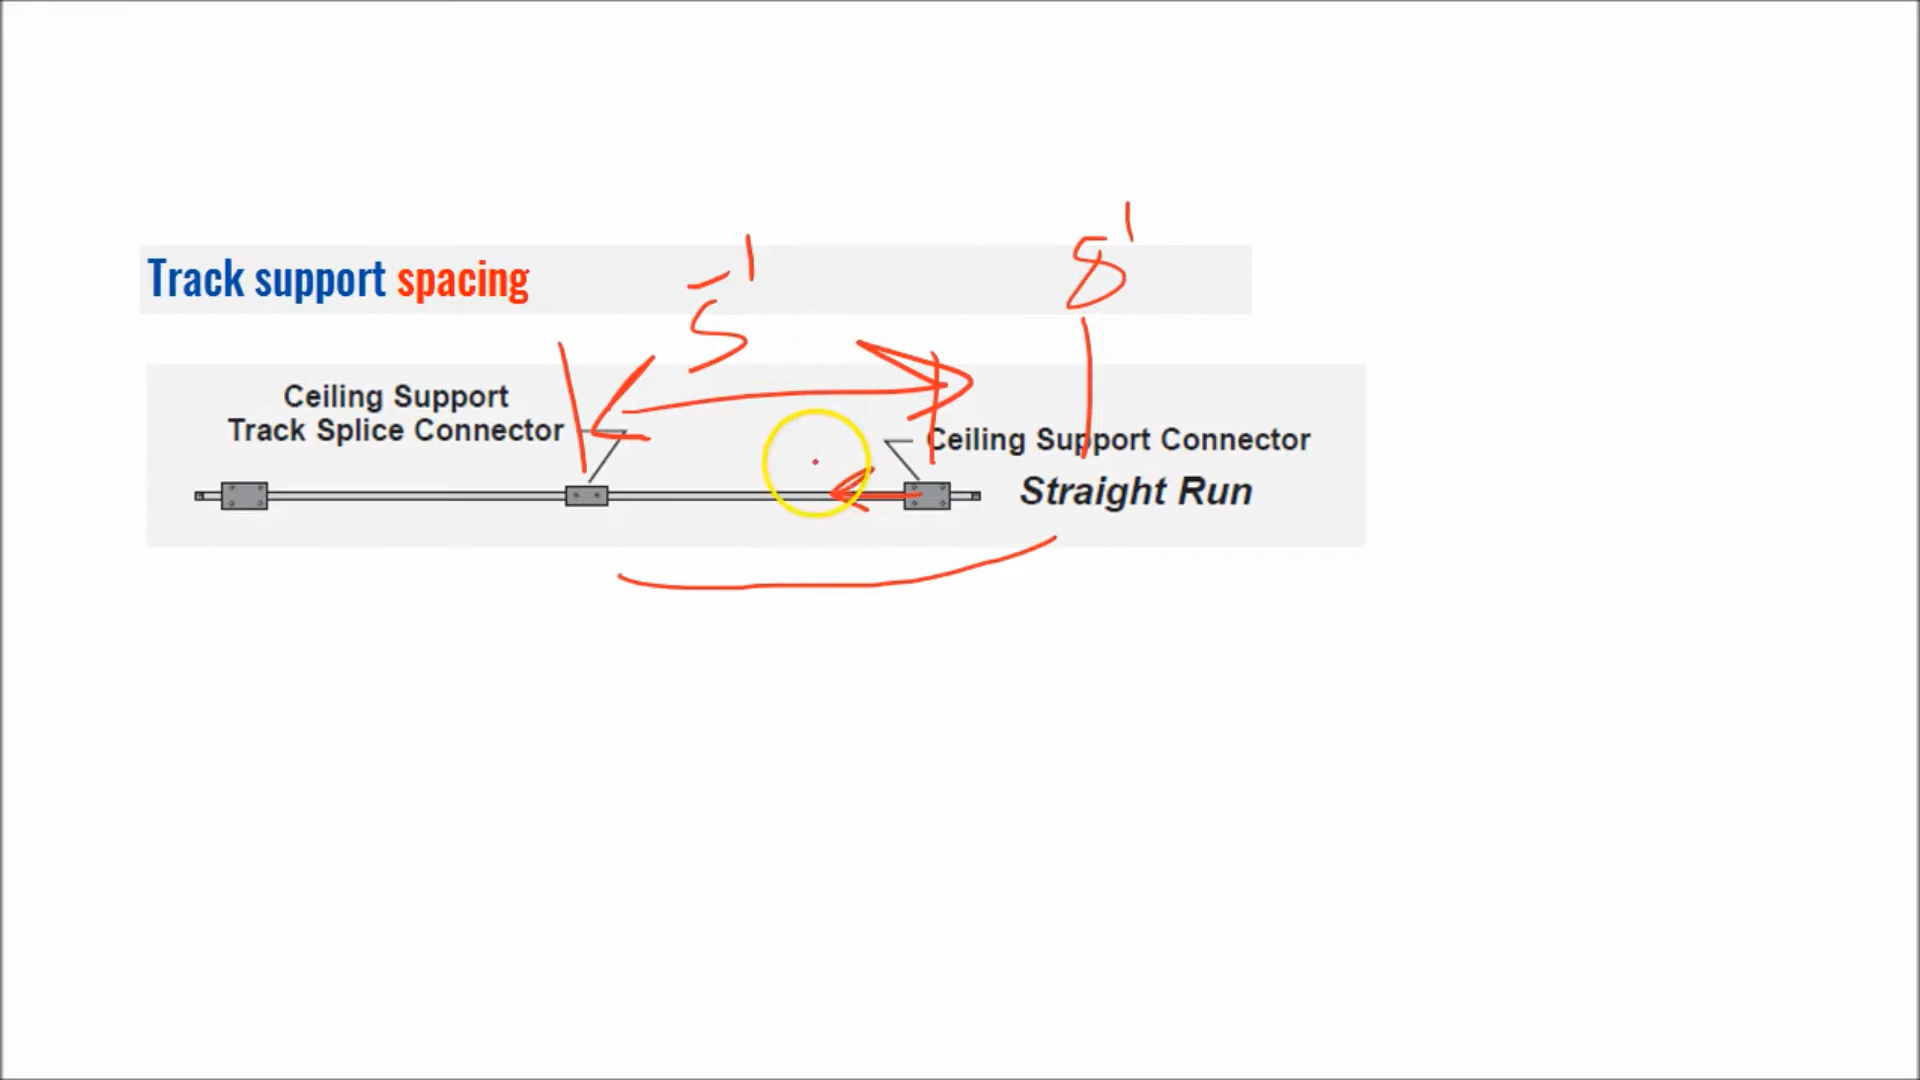 8'
5'
Track support spacing
Ceiling Support
Track Splice Connector
Ceiling Support Connector
Straight Run